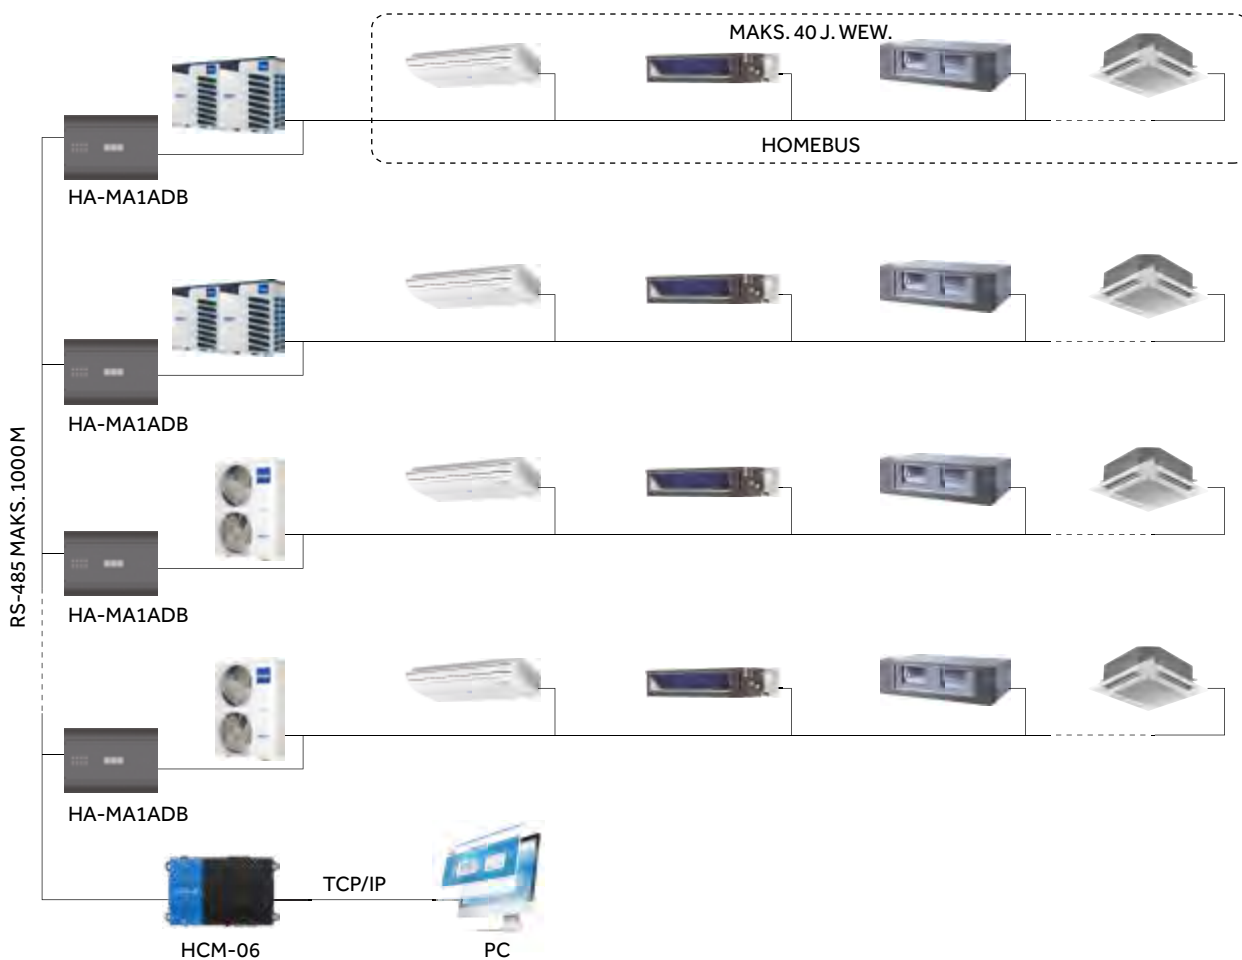 MAKS. 40 J. WEW.
HOMEBUS
HA-MA1ADB
HA-MA1ADB
RS-485 MAKS. 1000M
HA-MA1ADB
HA-MA1ADB
TCP/IP
HCM-06
PC